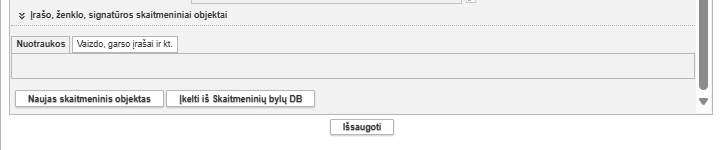 Įrašo, ženklo, signatūros skaitmeniniai objektai
Nuotraukos Vaizdo, garso įrašai ir kt.
Naujas skaitmeninis objektas Įkelti iš Skaitmeninių bylų DB
Išsaugoti